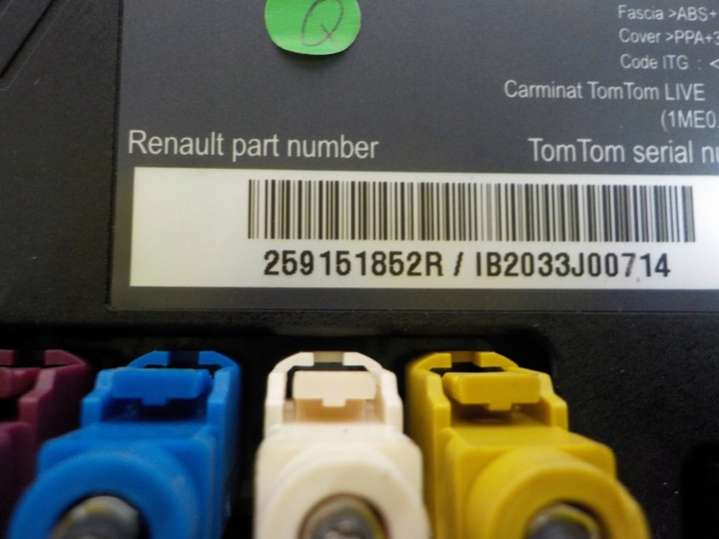 Q
Fascia >ABS+
Cover >PPA+3
Code ITG : <
Carminat TomTom LIVE
(1ME0
Renault part number
TomTom serial nu
259151852R / IB2033J00714